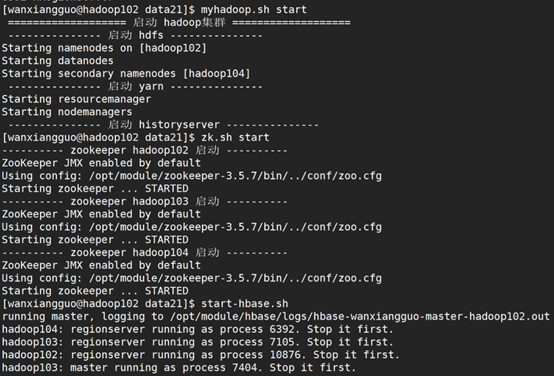 [wanxiangguo@hadoop102 data21]$ myhadoop.sh start
=================== 启动 hadoop集群 ===================
--------------- 启动 hdfs ---------------
Starting namenodes on [hadoop102]
Starting datanodes
Starting secondary namenodes [hadoop104]
--------------- 启动 yarn ---------------
Starting resourcemanager
Starting nodemanagers
--------------- 启动 historyserver ---------------
[wanxiangguo@hadoop102 data21]$ zk.sh start
---------- zookeeper hadoop102 启动 ----------
ZooKeeper JMX enabled by default
Using config: /opt/module/zookeeper-3.5.7/bin/../conf/zoo.cfg
Starting zookeeper ... STARTED
---------- zookeeper hadoop103 启动 ----------
ZooKeeper JMX enabled by default
Using config: /opt/module/zookeeper-3.5.7/bin/../conf/zoo.cfg
Starting zookeeper ... STARTED
---------- zookeeper hadoop104 启动 ----------
ZooKeeper JMX enabled by default
Using config: /opt/module/zookeeper-3.5.7/bin/../conf/zoo.cfg
Starting zookeeper ... STARTED
[wanxiangguo@hadoop102 data21]$ start-hbase.sh
running master, logging to /opt/module/hbase/logs/hbase-wanxiangguo-master-hadoop102.out
hadoop104: regionserver running as process 6392. Stop it first.
hadoop103: regionserver running as process 7105. Stop it first.
hadoop102: regionserver running as process 10876. Stop it first.
hadoop103: master running as process 7404. Stop it first.